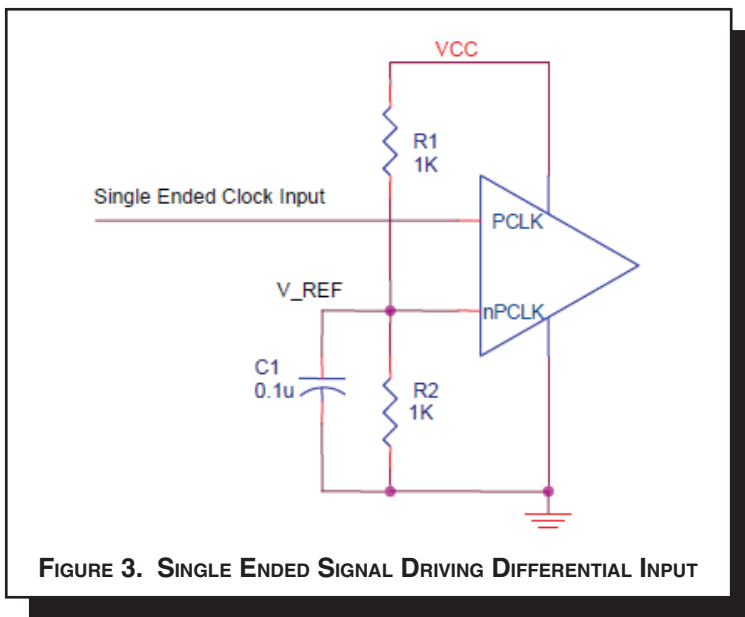 VCC
R1
1K
Single Ended Clock Input
PCLK
V_REF
nPCLK
C1
0.1u
R2
1K
FIGURE 3. SINGLE ENDED SIGNAL DRIVING DIFFERENTIAL INPUT